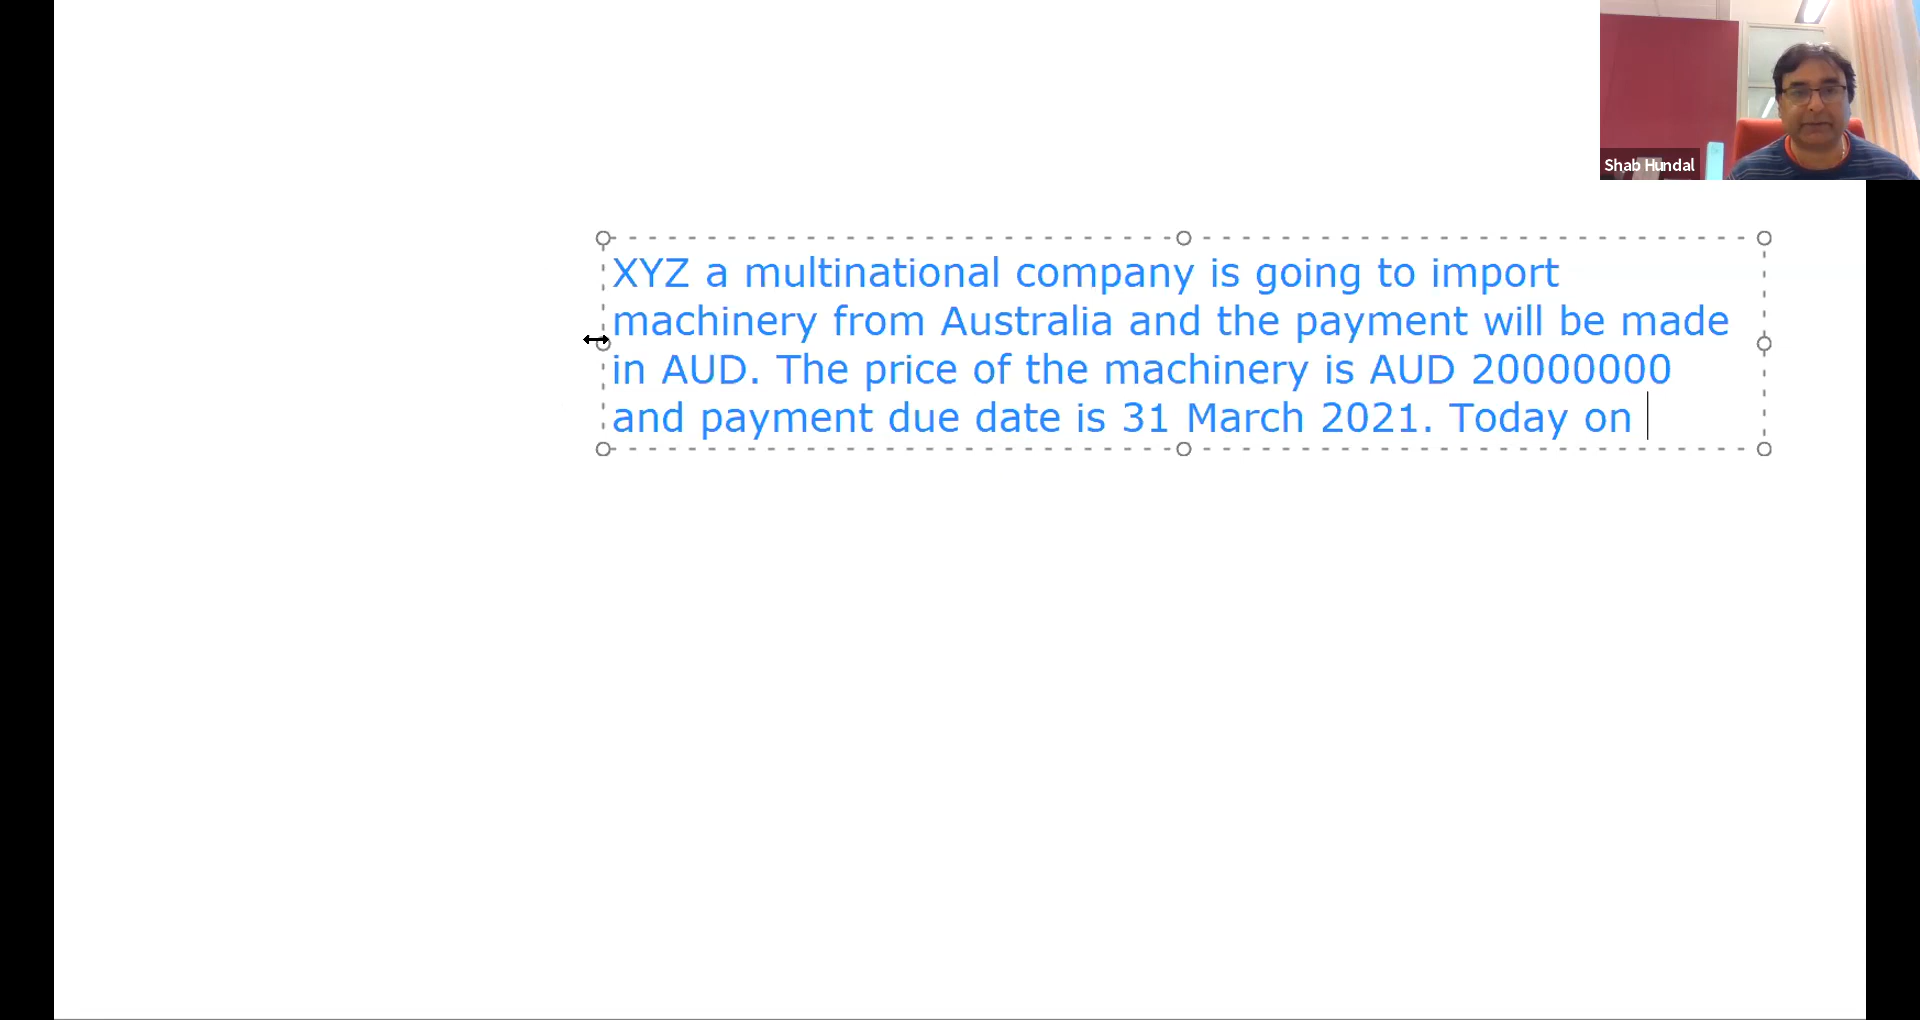 Shab Hundal
XYZ a multinational company is going to import
machinery from Australia and the payment will be made
in AUD. The price of the machinery is AUD 20000000
and payment due date is 31 March 2021. Today on